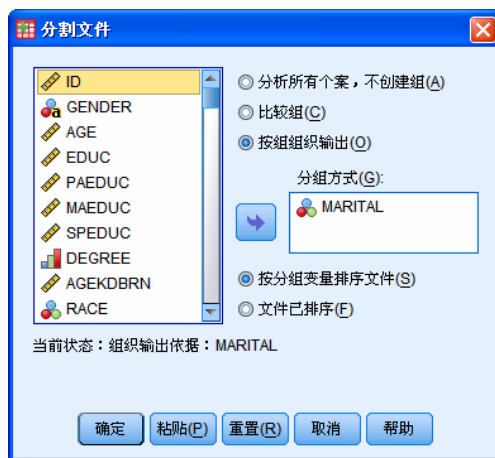 分割文件
ID
GENDER
AGE
EDUC
PAEDUC
MAEDUC
SPEDUC
DEGREE
AGEKDBRN
RACE
分析所有个案，不创建组(A)
比较组(C)
按组组织输出(O)
分组方式(G):
MARITAL
按分组变量排序文件(S)
文件已排序(F)
当前状态：组织输出依据：MARITAL
确定 粘贴(P) 重置(R) 取消 帮助